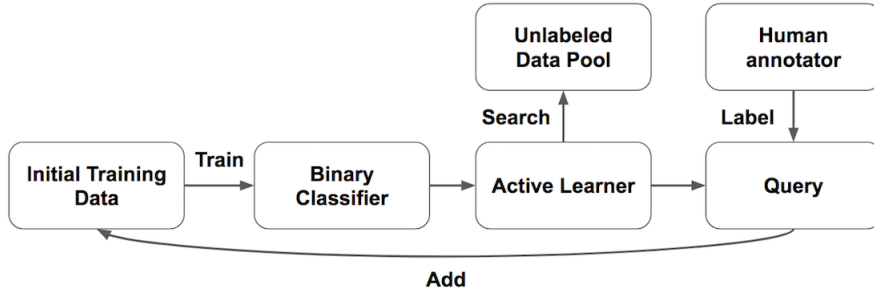 Unlabeled
Data Pool
Human
annotator
Search
Label
Train
Initial Training
Data
Binary
Classifier
Active Learner
Query
Add